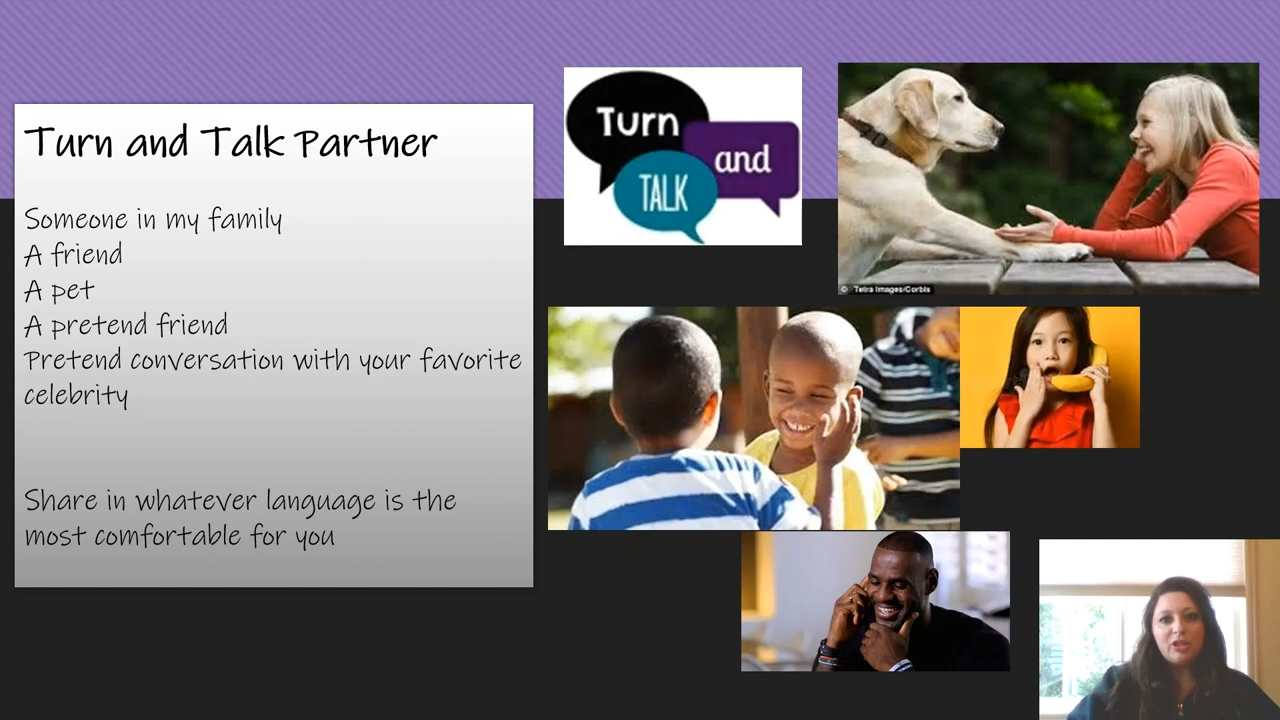 Turn and Talk Partner
Someone in my family
A friend
A pet
A pretend friend
Pretend conversation with your favorite
celebrity
Share in whatever language is the
most comfortable for you
Turn
and
TALK
© Tetra Images/Corbis